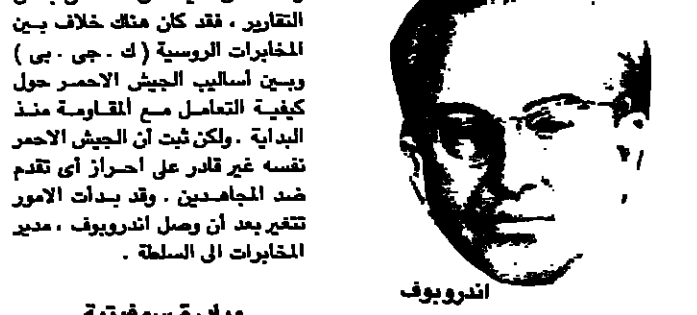 التقارير ، فقد كان هناك خلاف بين
المخابرات الروسية ( ك . جى . بى )
وبين أساليب الجيش الاحمر حول
كيفية التعامل مع المقاومة منذ
البداية . ولكن ثبت أن الجيش الاحمر
نفسه غير قادر على احراز أى تقدم
ضد المجاهدين . وقد بدأت الامور
تتغير بعد أن وصل اندروبوف ، مدير
المخابرات الى السلطة .
اندروبوف